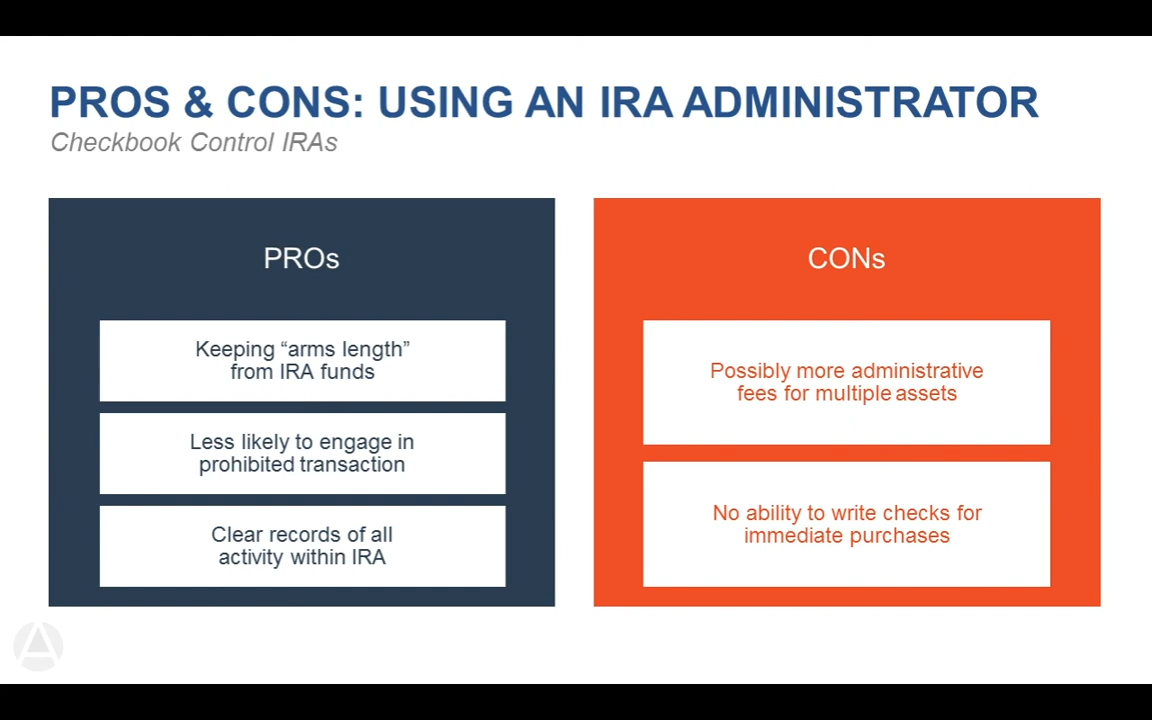 PROS & CONS: USING AN IRA ADMINISTRATOR
Checkbook Control IRAs
PROs
Keeping “arms length”
from IRA funds
Less likely to engage in
prohibited transaction
Clear records of all
activity within IRA
CONs
Possibly more administrative
fees for multiple assets
No ability to write checks for
immediate purchases